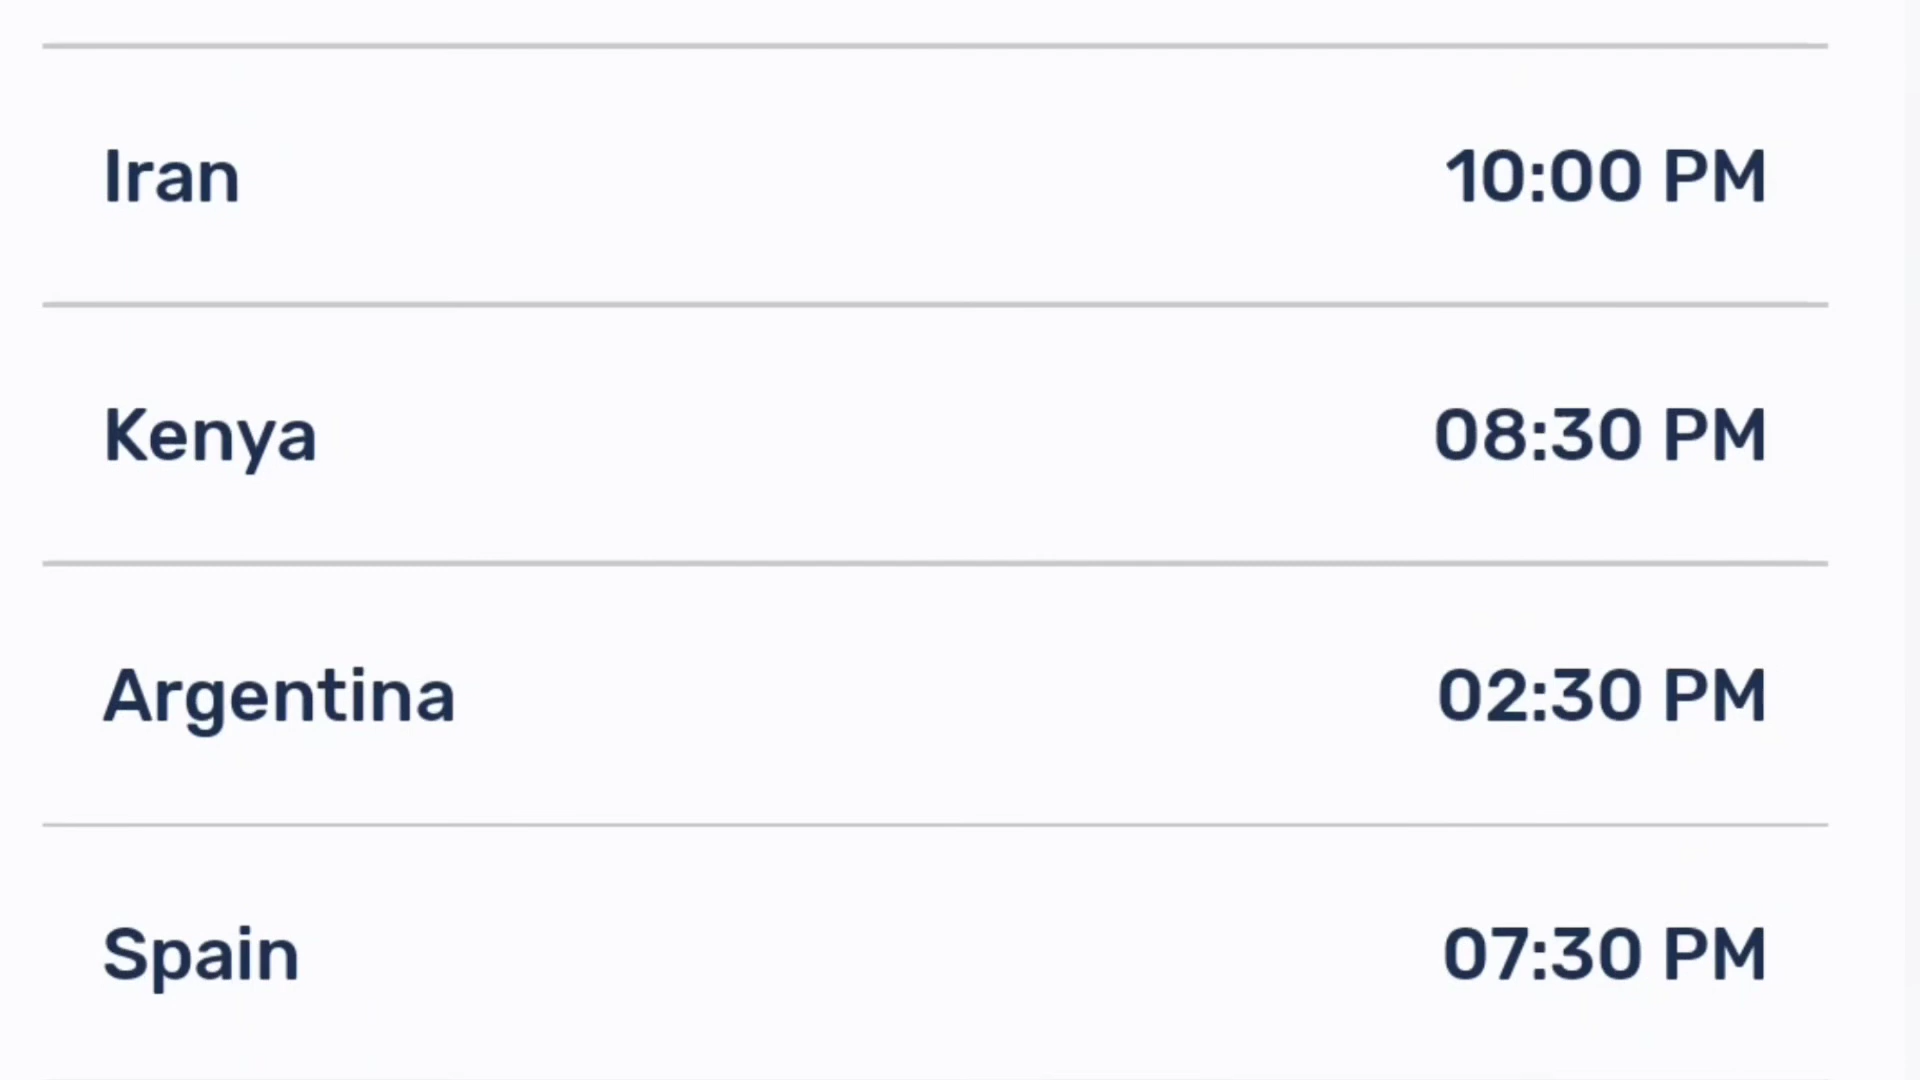 Iran 10:00 PM
Kenya 08:30 PM
Argentina 02:30 PM
Spain 07:30 PM